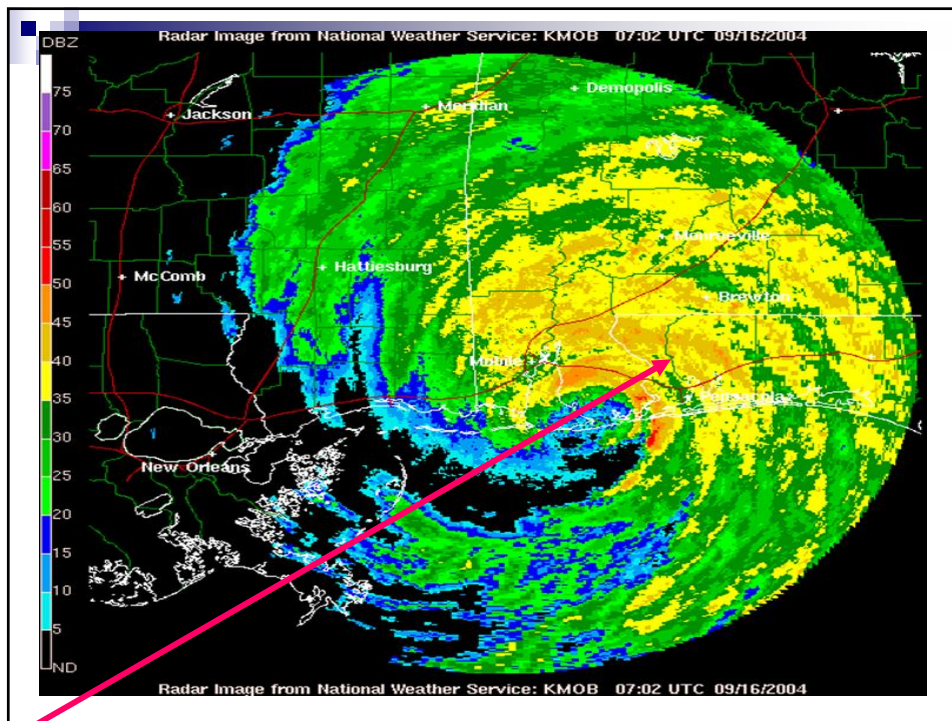 Radar Image from National Weather Service: KMOB 07:02 UTC 09/16/2004
DBZ
75
70
65
60
55
50
45
40
35
30
25
20
15
10
5
ND
Demopolis
Meridian
Jackson
Monroeville
Hattiesburg
McComb
Brewton
Mobile
Pensacola
New Orleans
Radar Image from National Weather Service: KMOB 07:02 UTC 09/16/2004